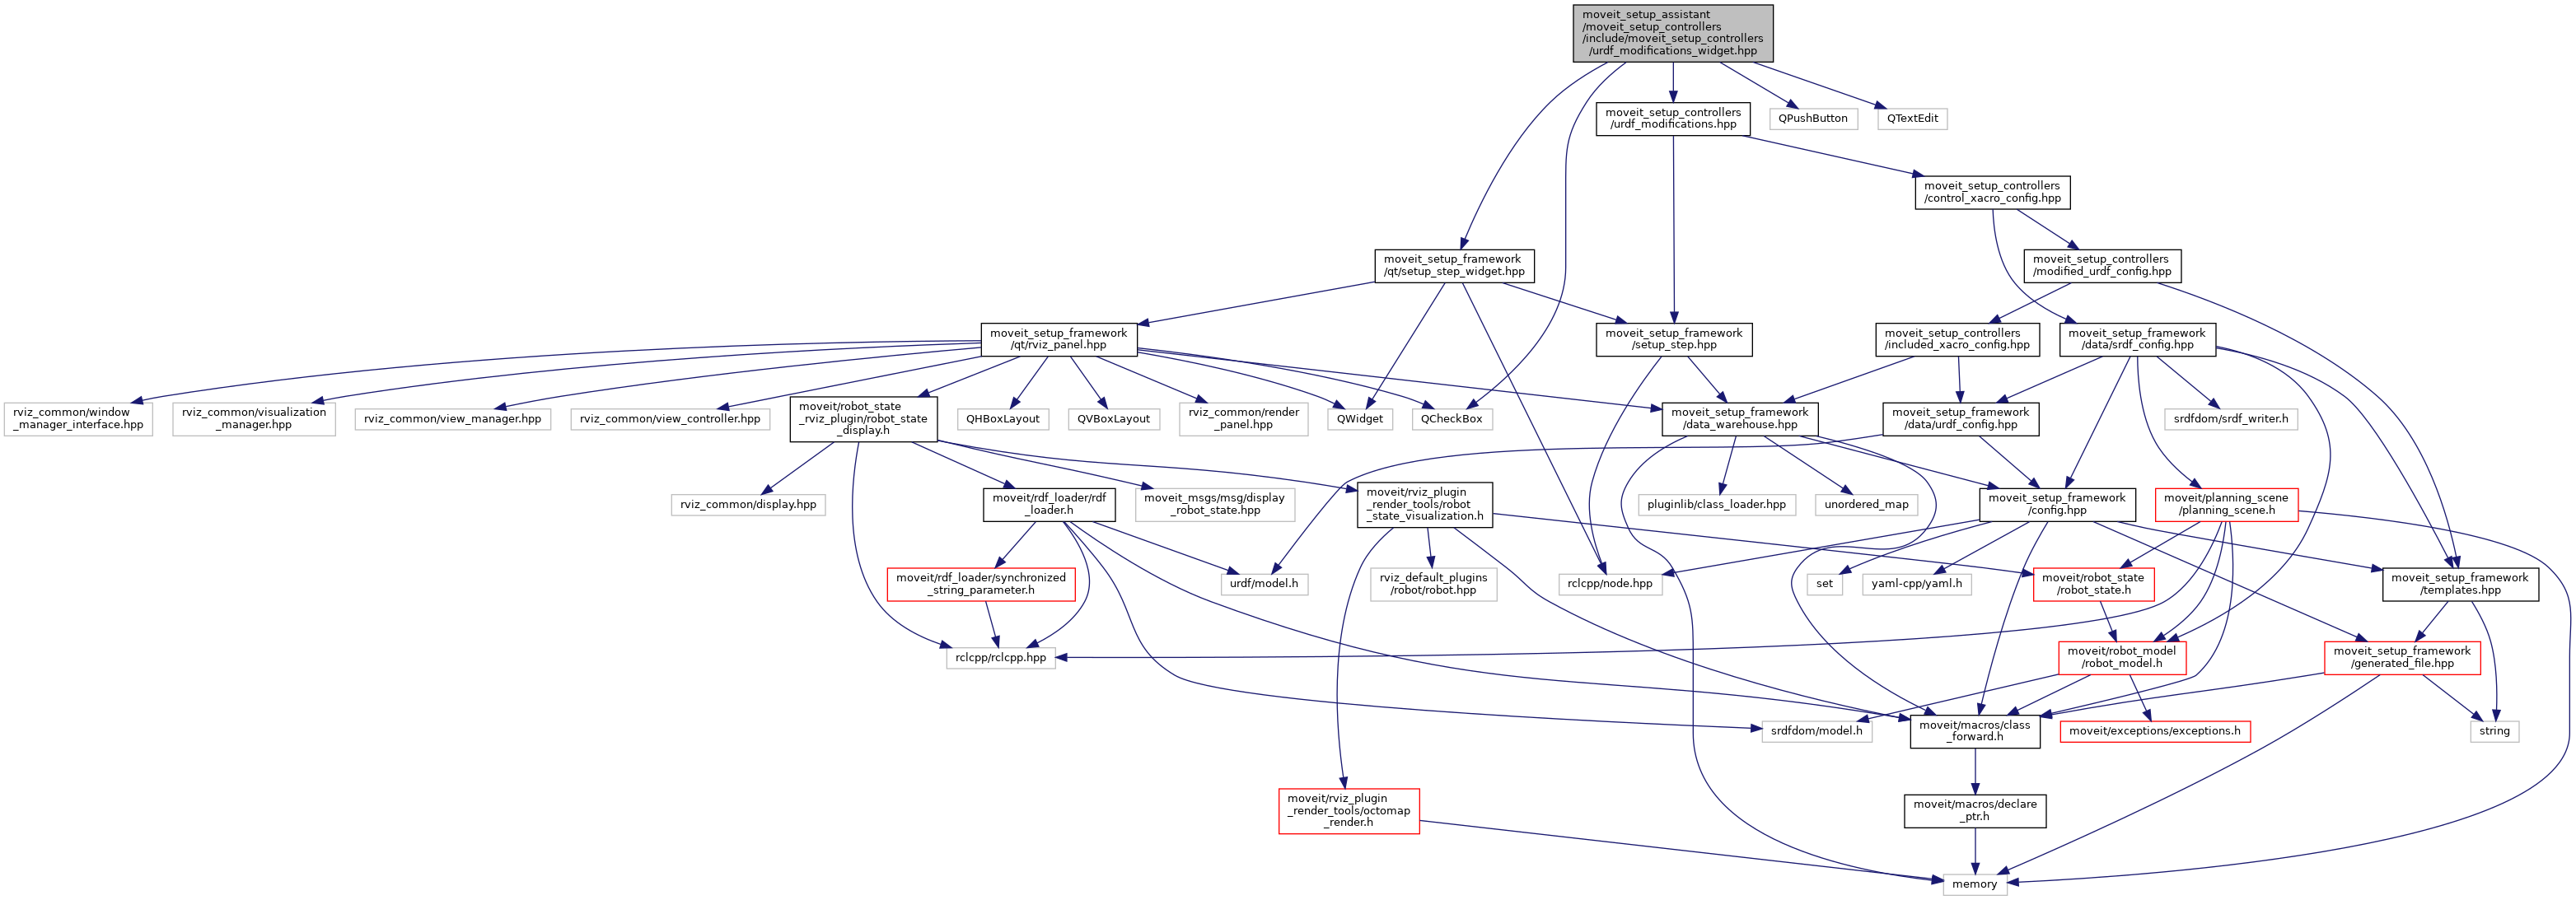 moveit_setup_assistant
/moveit_setup_controllers
/include/moveit_setup_controllers
/urdf_modifications_widget.hpp
moveit_setup_controllers
/urdf_modifications.hpp
QPushButton
QTextEdit
moveit_setup_controllers
/control_xacro_config.hpp
moveit_setup_framework
/qt/setup_step_widget.hpp
moveit_setup_controllers
/modified_urdf_config.hpp
moveit_setup_framework
/qt/rviz_panel.hpp
moveit_setup_framework
/setup_step.hpp
moveit_setup_controllers
/included_xacro_config.hpp
moveit_setup_framework
/data/srdf_config.hpp
rviz_common/window
_manager_interface.hpp
rviz_common/visualization
_manager.hpp
rviz_common/view_manager.hpp
rviz_common/view_controller.hpp
moveit/robot_state
_rviz_plugin/robot_state
_display.h
QHBoxLayout
QVBoxLayout
rviz_common/render
_panel.hpp
QWidget
QCheckBox
moveit_setup_framework
/data_warehouse.hpp
moveit_setup_framework
/data/urdf_config.hpp
srdfdom/srdf_writer.h
rviz_common/display.hpp
moveit/rdf_loader/rdf
_loader.h
moveit_msgs/msg/display
_robot_state.hpp
moveit/rviz_plugin
_render_tools/robot
_state_visualization.h
pluginlib/class_loader.hpp
unordered_map
moveit_setup_framework
/config.hpp
moveit/planning_scene
/planning_scene.h
moveit/rdf_loader/synchronized
_string_parameter.h
urdf/model.h
rviz_default_plugins
/robot/robot.hpp
rclcpp/node.hpp
set
yaml-cpp/yaml.h
moveit/robot_state
/robot_state.h
moveit_setup_framework
/templates.hpp
rclcpp/rclcpp.hpp
moveit/robot_model
/robot_model.h
moveit_setup_framework
/generated_file.hpp
srdfdom/model.h
moveit/macros/class
_forward.h
moveit/exceptions/exceptions.h
string
moveit/rviz_plugin
_render_tools/octomap
_render.h
moveit/macros/declare
_ptr.h
memory